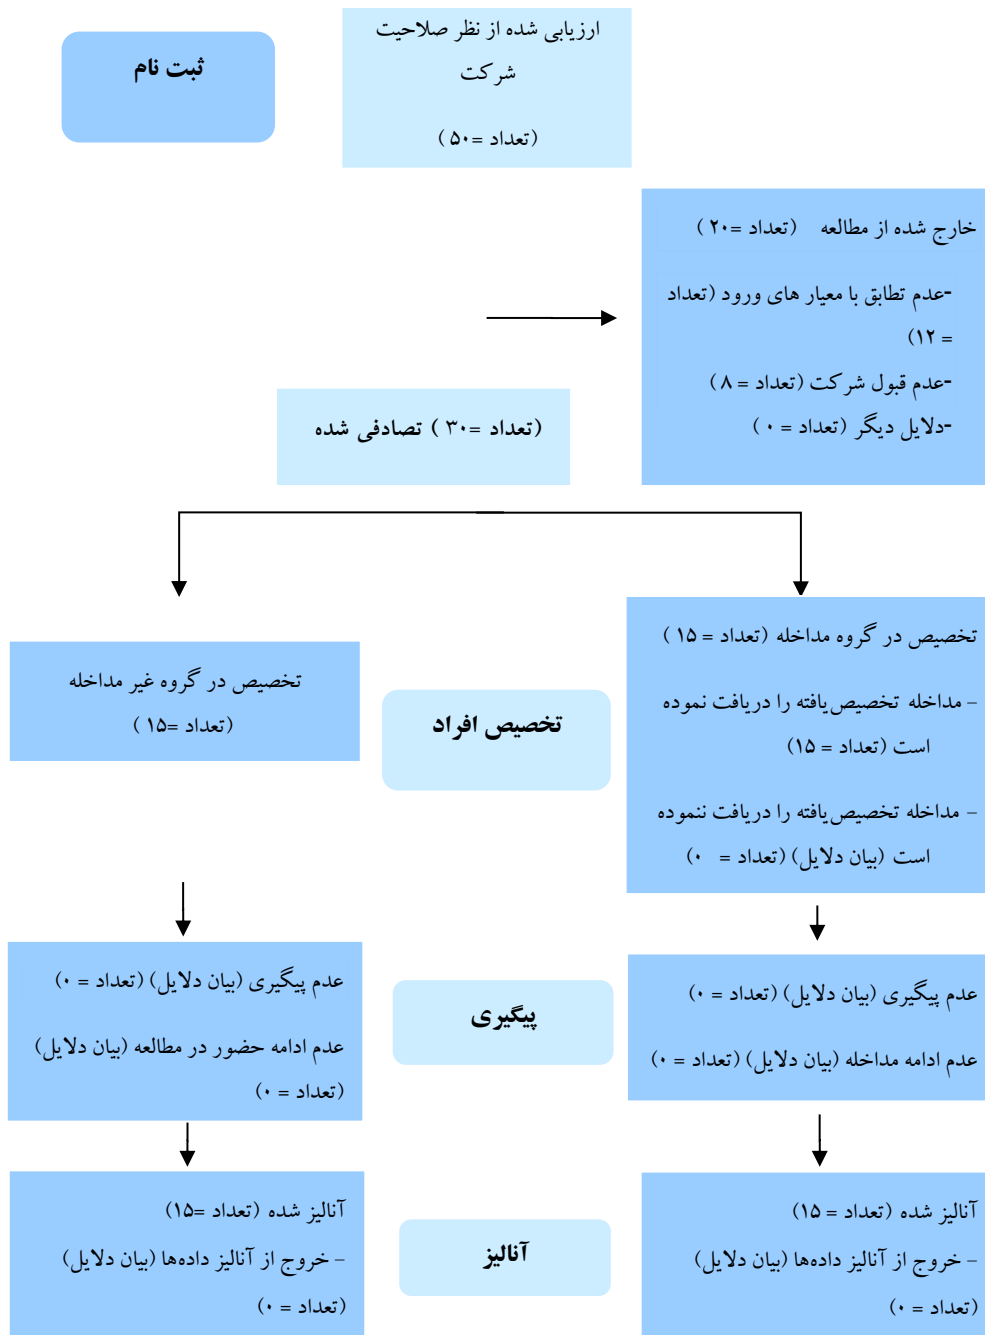 ثبت نام
ارزیابی شده از نظر صلاحیت
شرکت
(تعداد =۵۰ )
خارج شده از مطالعه (تعداد =۲۰ )
-عدم تطابق با معیار های ورود (تعداد
= ۱۲)
-عدم قبول شرکت (تعداد = ۸ )
-دلایل دیگر (تعداد = ۰ )
(تعداد =۳۰ ) تصادفی شده
تخصیص در گروه مداخله (تعداد = ۱۵ )
- مداخله تخصیص‌یافته را دریافت نموده
است (تعداد = ۱۵)
- مداخله تخصیص‌یافته را دریافت ننموده
است (بیان دلایل) (تعداد = ۰)
تخصیص افراد
تخصیص در گروه غیر مداخله
(تعداد =۱۵ )
عدم پیگیری (بیان دلایل) (تعداد = ۰)
عدم ادامه مداخله (بیان دلایل) (تعداد = ۰)
پیگیری
عدم پیگیری (بیان دلایل) (تعداد = ۰)
عدم ادامه حضور در مطالعه (بیان دلایل)
(تعداد = ۰)
آنالیز شده (تعداد = ۱۵)
- خروج از آنالیز داده‌ها (بیان دلایل)
(تعداد = ۰)
آنالیز
آنالیز شده (تعداد =۱۵)
- خروج از آنالیز داده‌ها (بیان دلایل)
(تعداد = ۰)